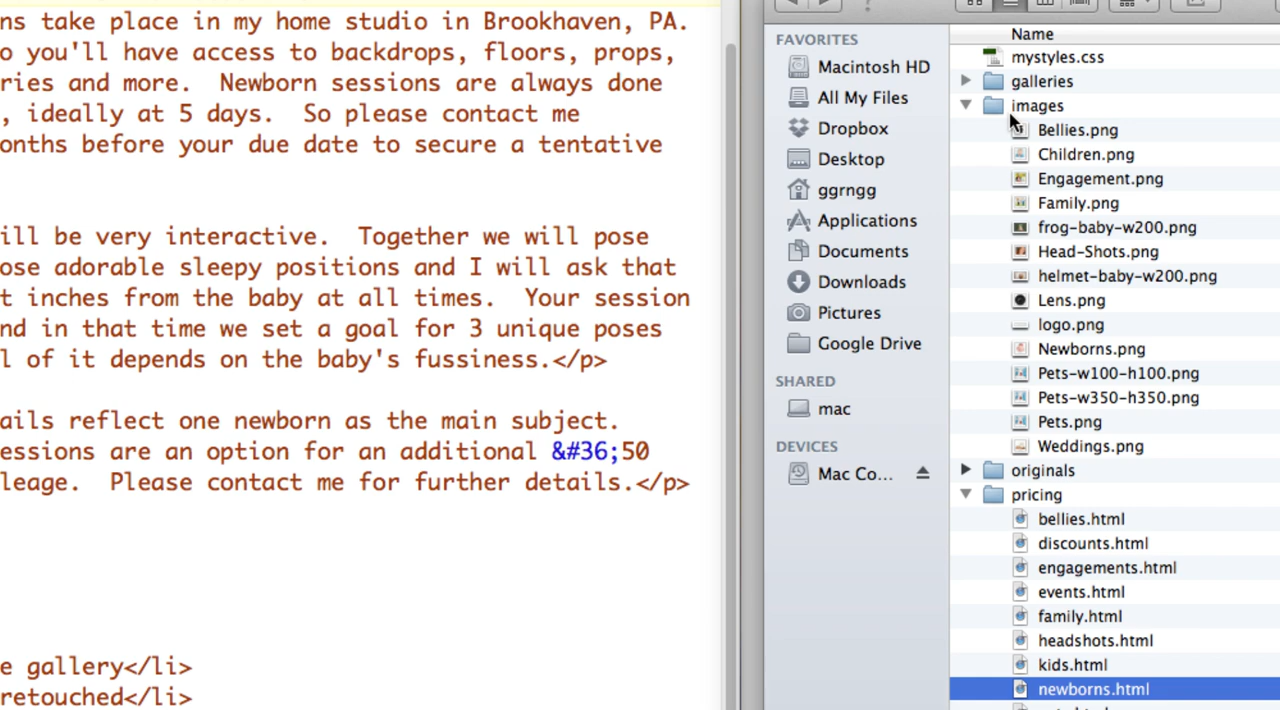 ns take place in my home studio in Brookhaven, PA.
o you'll have access to backdrops, floors, props,
ries and more.  Newborn sessions are always done
, ideally at 5 days.  So please contact me
onths before your due date to secure a tentative
ill be very interactive.  Together we will pose
ose adorable sleepy positions and I will ask that
t inches from the baby at all times.  Your session
nd in that time we set a goal for 3 unique poses
l of it depends on the baby's fussiness.</p>
ails reflect one newborn as the main subject.
essions are an option for an additional &#36;50
leage.  Please contact me for further details.</p>
e gallery</li>
retouched</li>
FAVORITES
Macintosh HD
All My Files
Dropbox
Desktop
ggrngg
Applications
Documents
Downloads
Pictures
Google Drive
SHARED
mac
DEVICES
Mac Co...
Name
mystyles.css
galleries
images
Bellies.png
Children.png
Engagement.png
Family.png
frog-baby-w200.png
Head-Shots.png
helmet-baby-w200.png
Lens.png
logo.png
Newborns.png
Pets-w100-h100.png
Pets-w350-h350.png
Pets.png
Weddings.png
originals
pricing
bellies.html
discounts.html
engagements.html
events.html
family.html
headshots.html
kids.html
newborns.html